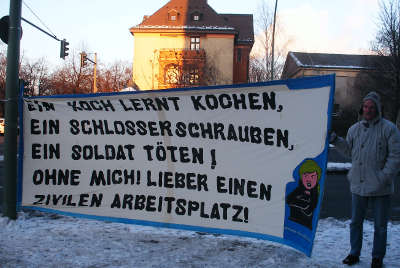 EIN KOCH LERNT KOCHEN,
EIN SCHLOSSER SCHRAUBEN,
EIN SOLDAT TÖTEN!
OHNE MICH! LIEBER EINEN
ZIVILEN ARBEITSPLATZ!